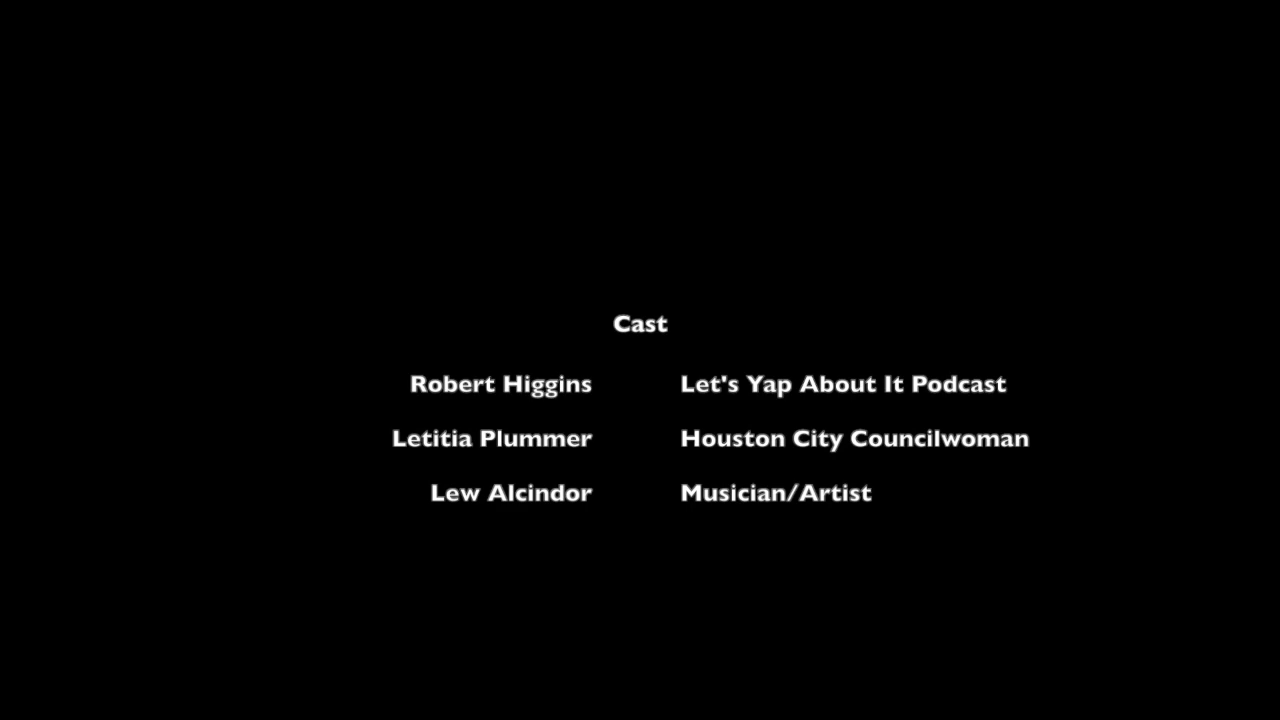 Cast
Robert Higgins Let's Yap About It Podcast
Letitia Plummer Houston City Councilwoman
Lew Alcindor Musician/Artist